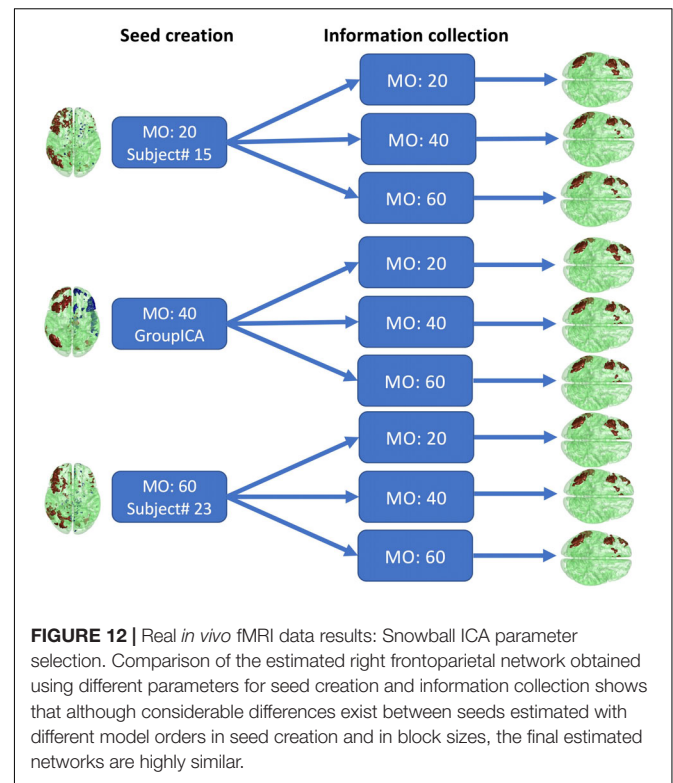 Seed creation
Information collection
MO: 20
Subject# 15
MO: 20
MO: 40
MO: 60
MO: 40
GroupICA
MO: 20
MO: 40
MO: 60
MO: 60
Subject# 23
MO: 20
MO: 40
MO: 60
FIGURE 12 | Real in vivo fMRI data results: Snowball ICA parameter
selection. Comparison of the estimated right frontoparietal network obtained
using different parameters for seed creation and information collection shows
that although considerable differences exist between seeds estimated with
different model orders in seed creation and in block sizes, the final estimated
networks are highly similar.